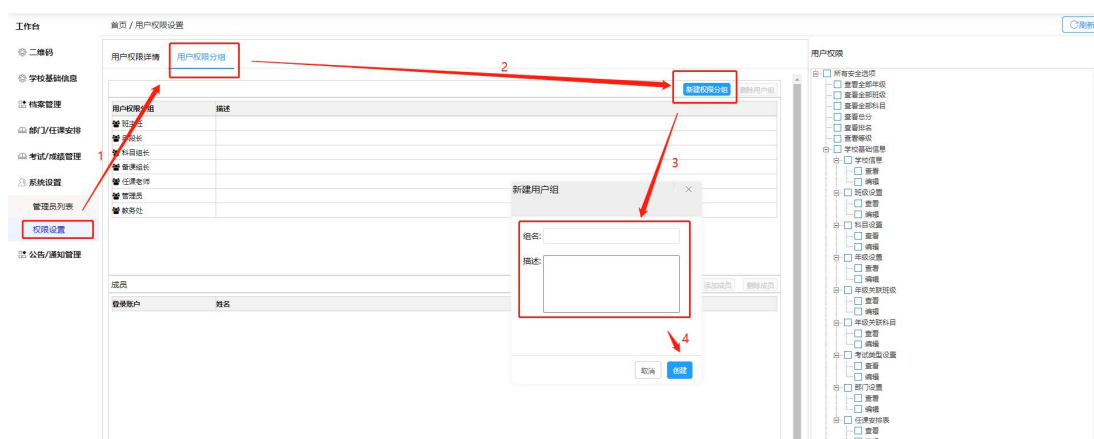 工作台
首页 / 用户权限设置
刷新
二维码
学校基础信息
档案管理
部门/任课安排
考试/成绩管理
系统设置
管理员列表
权限设置
公告/通知管理
用户权限详情
用户权限分组
新建权限分组
删除用户组
用户权限分组
描述
班主任
年段长
科目组长
备课组长
任课老师
管理员
教务处
成员
添加成员
删除成员
登录账户
姓名
1
2
3
4
新建用户组
×
组名:
描述:
取消
创建
用户权限
所有安全选项
查看全部年级
查看全部班级
查看全部科目
查看总分
查看排名
查看等级
学校基础信息
学校信息
查看
编辑
班级设置
查看
编辑
科目设置
查看
编辑
年级设置
查看
编辑
年级关联班级
查看
编辑
年级关联科目
查看
编辑
考试类型设置
查看
编辑
部门设置
查看
编辑
任课安排表
查看